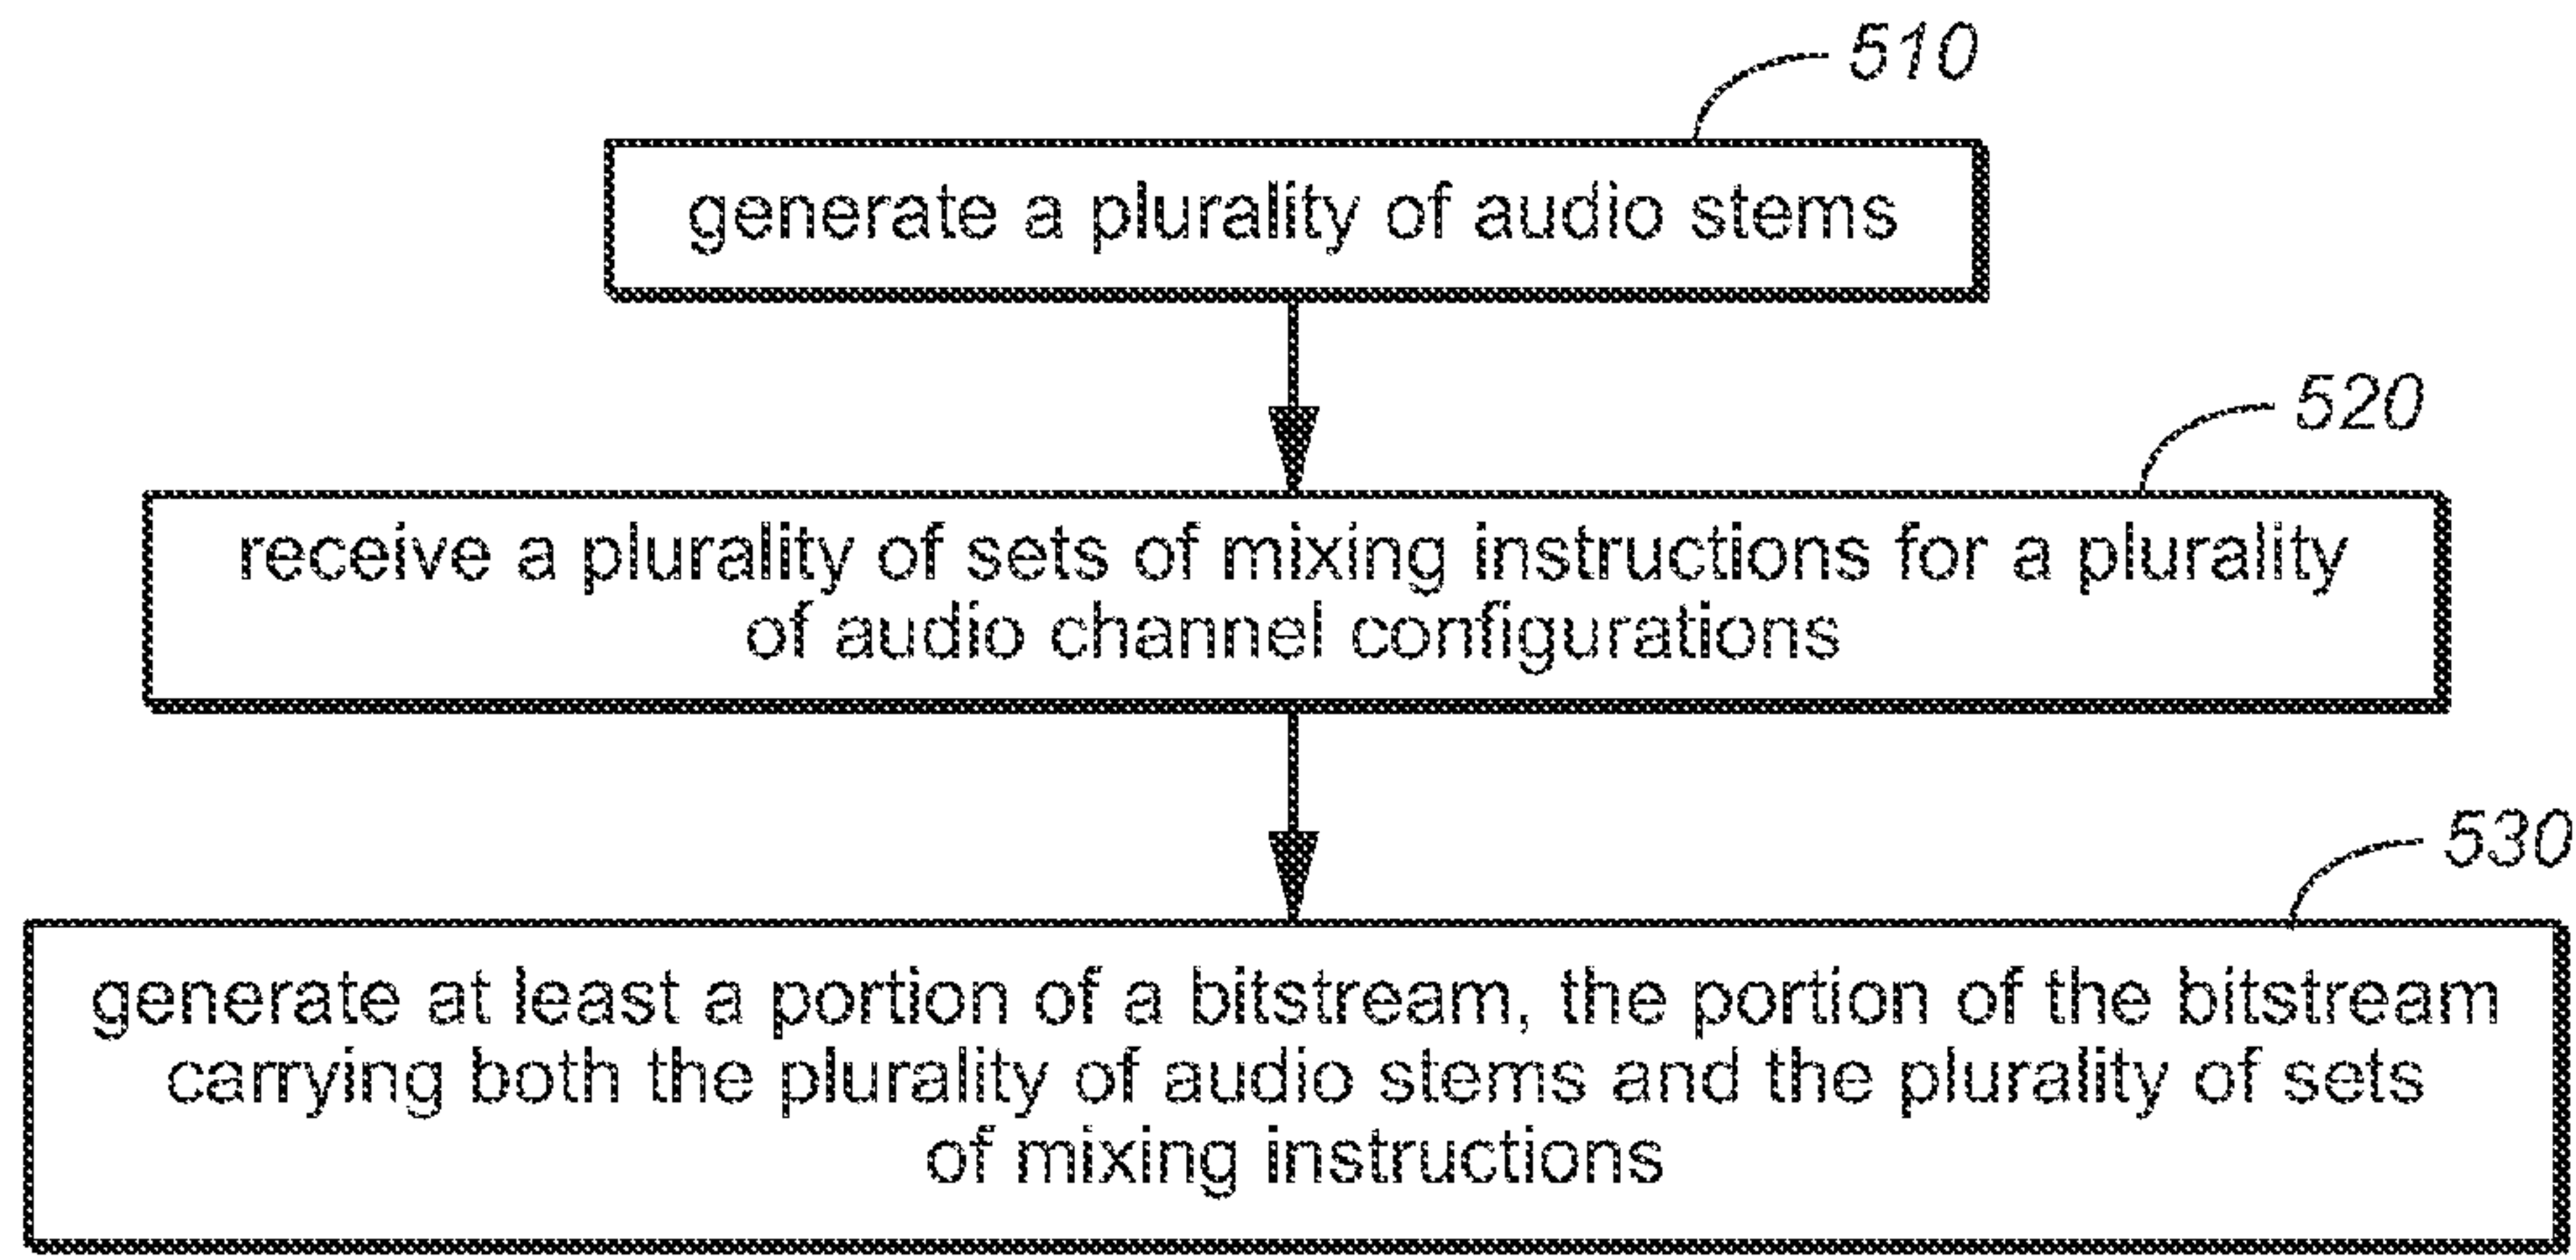 510
generate a plurality of audio stems
520
receive a plurality of sets of mixing instructions for a plurality
of audio channel configurations
530
generate at least a portion of a bitstream, the portion of the bitstream
carrying both the plurality of audio stems and the plurality of sets
of mixing instructions